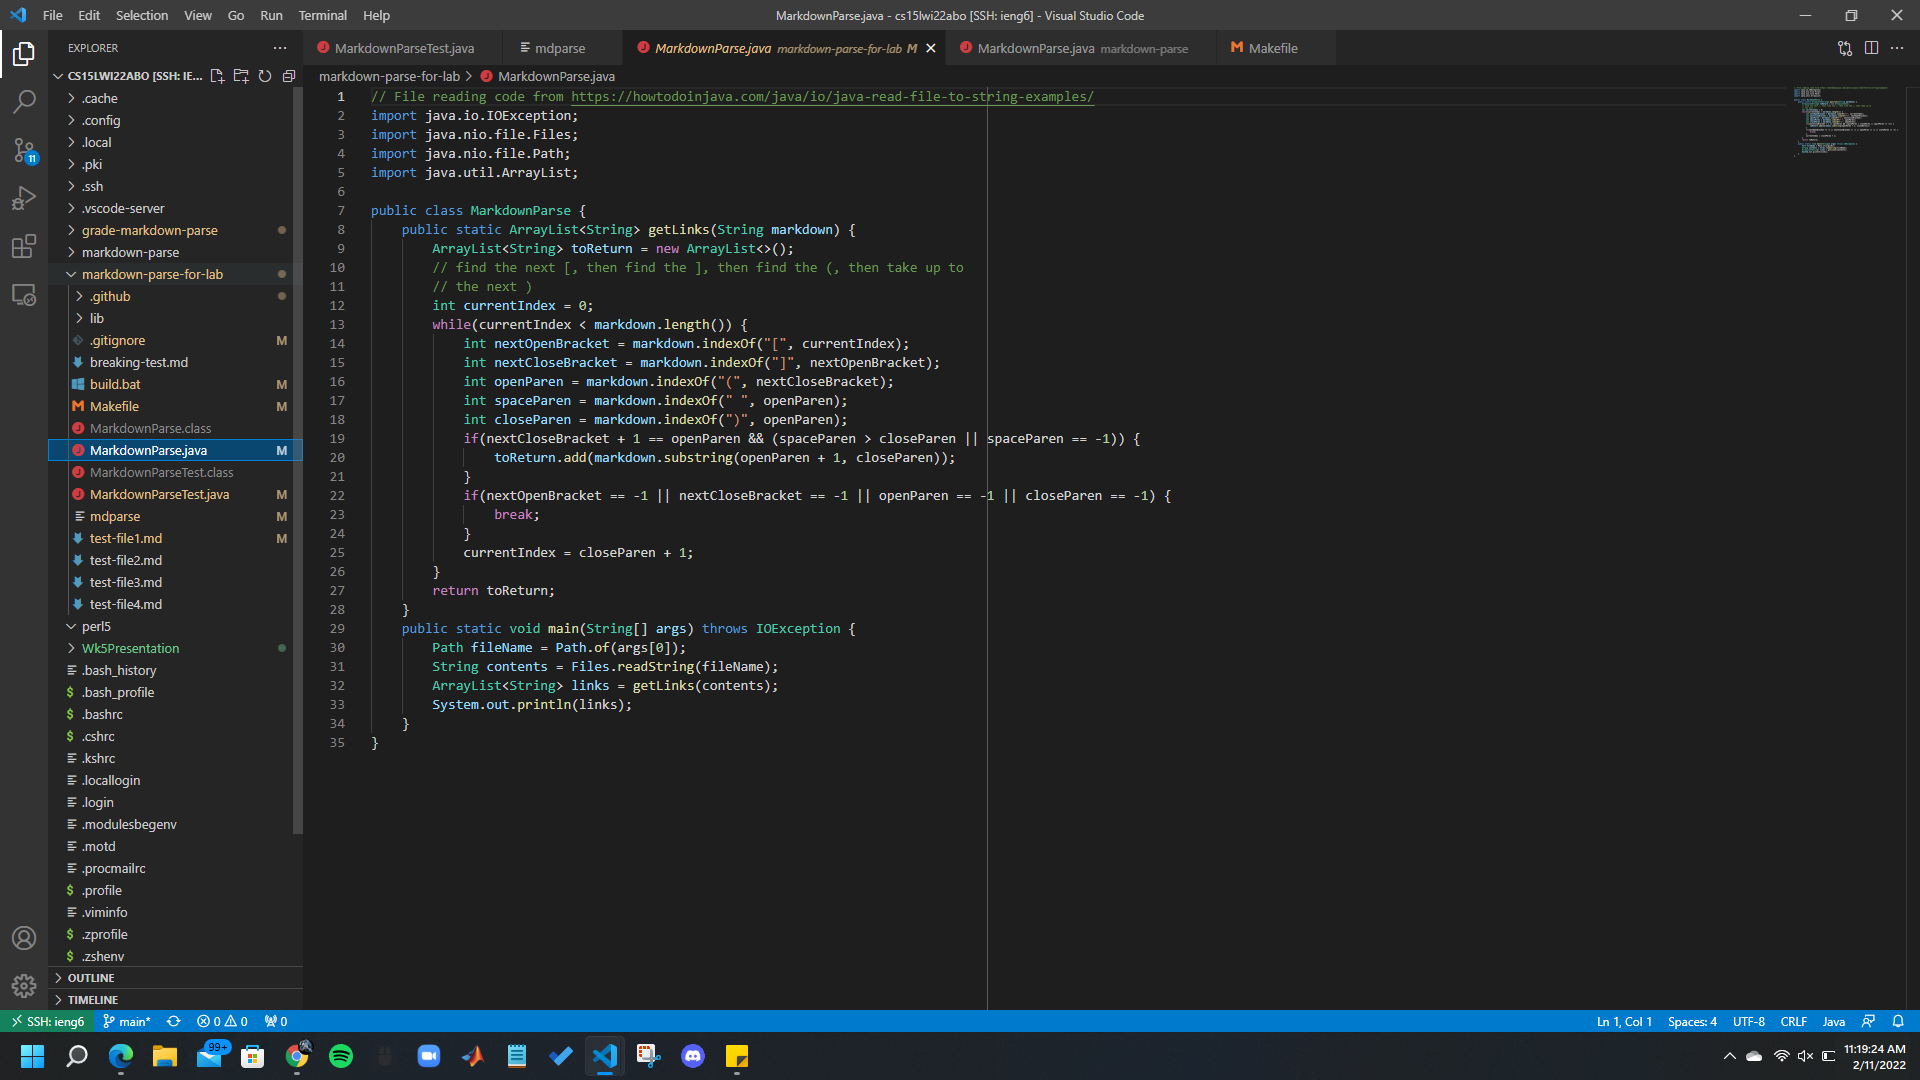 File Edit Selection View Go Run Terminal Help
MarkdownParse.java - cs15lwi22abo [SSH: ieng6] - Visual Studio Code
EXPLORER
MarkdownParseTest.java
mdparse
MarkdownParse.java markdown-parse-for-lab M
MarkdownParse.java markdown-parse
Makefile
CS15LWI22ABO [SSH: IE...
markdown-parse-for-lab > MarkdownParse.java
11
.cache
.config
.local
.pki
.ssh
.vscode-server
grade-markdown-parse
markdown-parse
markdown-parse-for-lab
.github
lib
.gitignore M
breaking-test.md
build.bat M
Makefile M
MarkdownParse.class
MarkdownParse.java M
MarkdownParseTest.class
MarkdownParseTest.java M
mdparse M
test-file1.md M
test-file2.md
test-file3.md
test-file4.md
perl5
Wk5Presentation
.bash_history
$ .bash_profile
$ .bashrc
$ .cshrc
.kshrc
.locallogin
.login
.modulesbegenv
.motd
.procmailrc
$ .profile
.viminfo
$ .zprofile
$ .zshenv
OUTLINE
TIMELINE
1 // File reading code from https://howtodoinjava.com/java/io/java-read-file-to-string-examples/
2 import java.io.IOException;
3 import java.nio.file.Files;
4 import java.nio.file.Path;
5 import java.util.ArrayList;
6
7 public class MarkdownParse {
8 public static ArrayList<String> getLinks(String markdown) {
9 ArrayList<String> toReturn = new ArrayList<>();
10 // find the next [, then find the ], then find the (, then take up to
11 // the next )
12 int currentIndex = 0;
13 while(currentIndex < markdown.length()) {
14 int nextOpenBracket = markdown.indexOf("[", currentIndex);
15 int nextCloseBracket = markdown.indexOf("]", nextOpenBracket);
16 int openParen = markdown.indexOf("(", nextCloseBracket);
17 int spaceParen = markdown.indexOf(" ", openParen);
18 int closeParen = markdown.indexOf(")", openParen);
19 if(nextCloseBracket + 1 == openParen && (spaceParen > closeParen || spaceParen == -1)) {
20 toReturn.add(markdown.substring(openParen + 1, closeParen));
21 }
22 if(nextOpenBracket == -1 || nextCloseBracket == -1 || openParen == -1 || closeParen == -1) {
23 break;
24 }
25 currentIndex = closeParen + 1;
26 }
27 return toReturn;
28 }
29 public static void main(String[] args) throws IOException {
30 Path fileName = Path.of(args[0]);
31 String contents = Files.readString(fileName);
32 ArrayList<String> links = getLinks(contents);
33 System.out.println(links);
34 }
35 }
SSH: ieng6 main* 0 0 0
Ln 1, Col 1 Spaces: 4 UTF-8 CRLF Java
99+
11:19:24 AM
2/11/2022